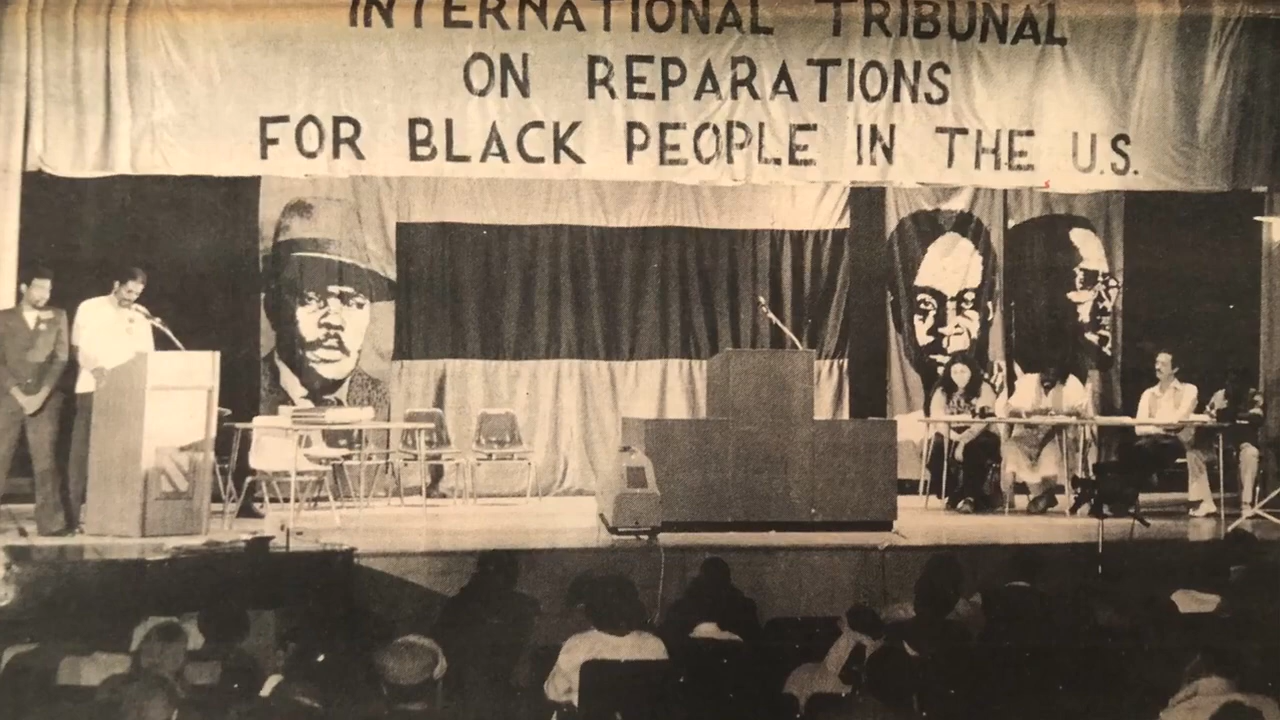 INTERNATIONAL TRIBUNAL
ON REPARATIONS
FOR BLACK PEOPLE IN THE U.S.